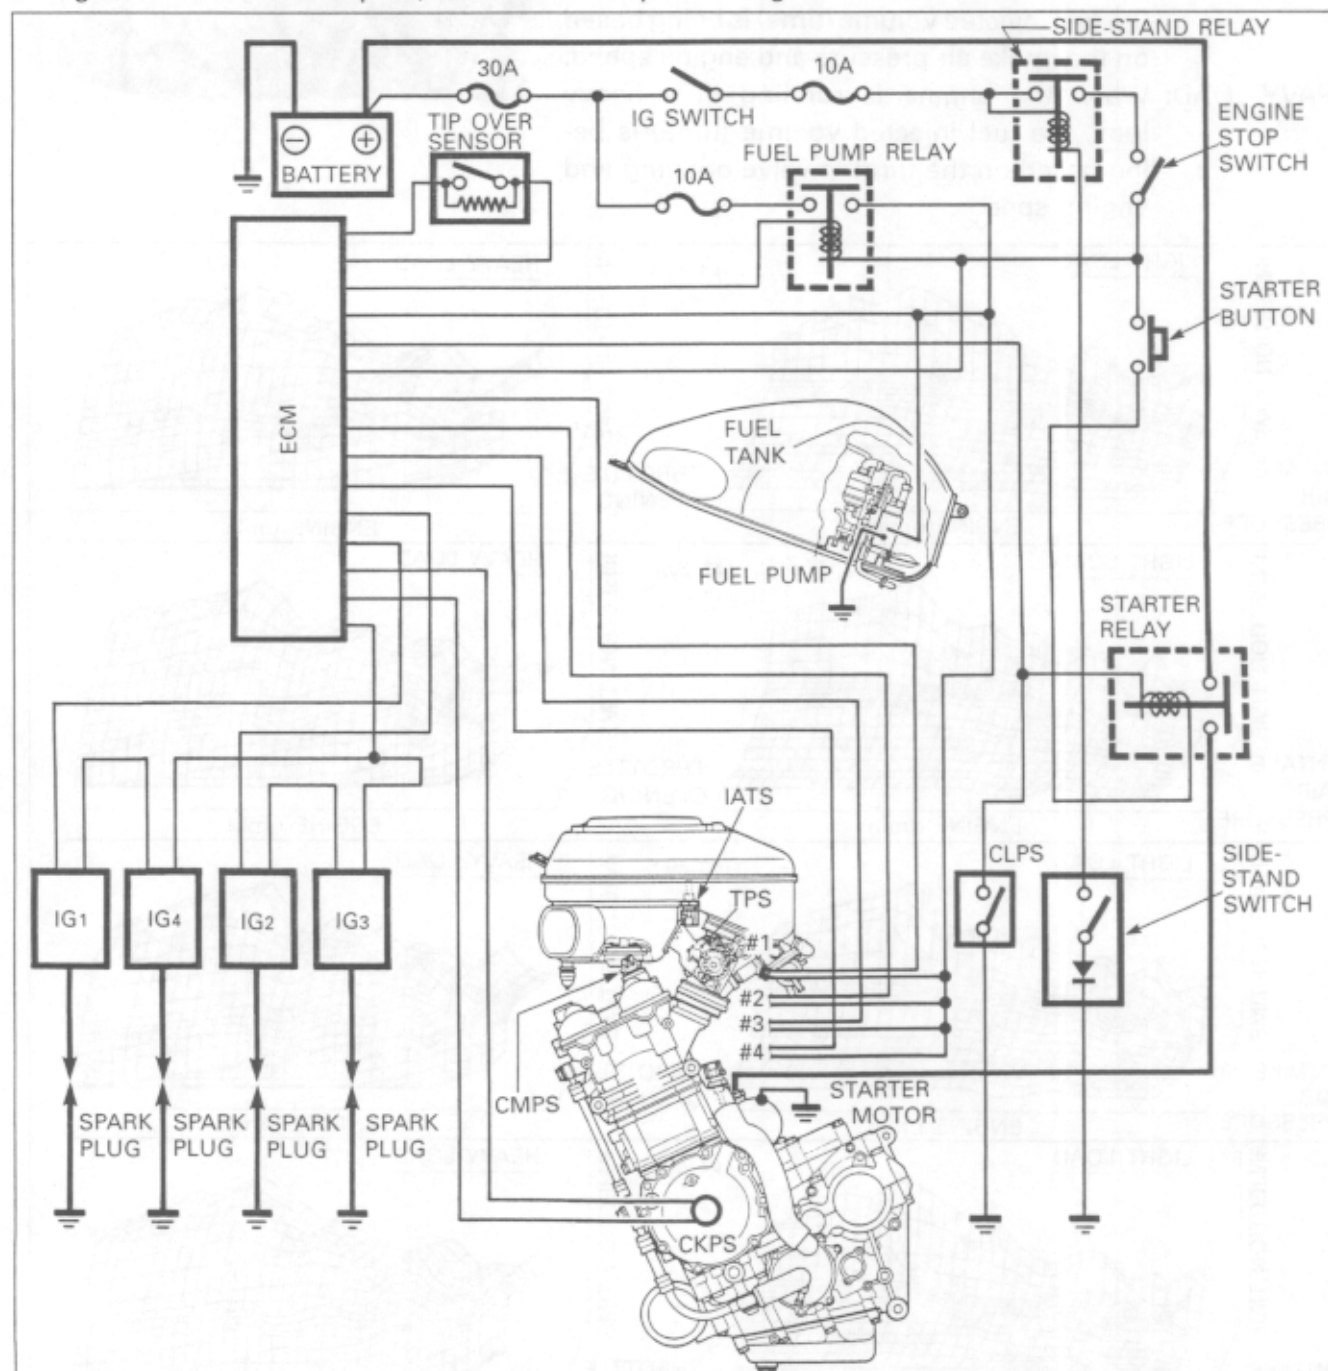 SIDE-STAND RELAY
30A
10A
IG SWITCH
ENGINE
STOP
SWITCH
TIP OVER
SENSOR
BATTERY
FUEL PUMP RELAY
10A
STARTER
BUTTON
ECM
FUEL
TANK
FUEL PUMP
STARTER
RELAY
IATS
TPS
CLPS
SIDE-
STAND
SWITCH
IG1
IG4
IG2
IG3
#1
#2
#3
#4
CMPS
STARTER
MOTOR
SPARK
PLUG
SPARK
PLUG
SPARK
PLUG
SPARK
PLUG
CKPS